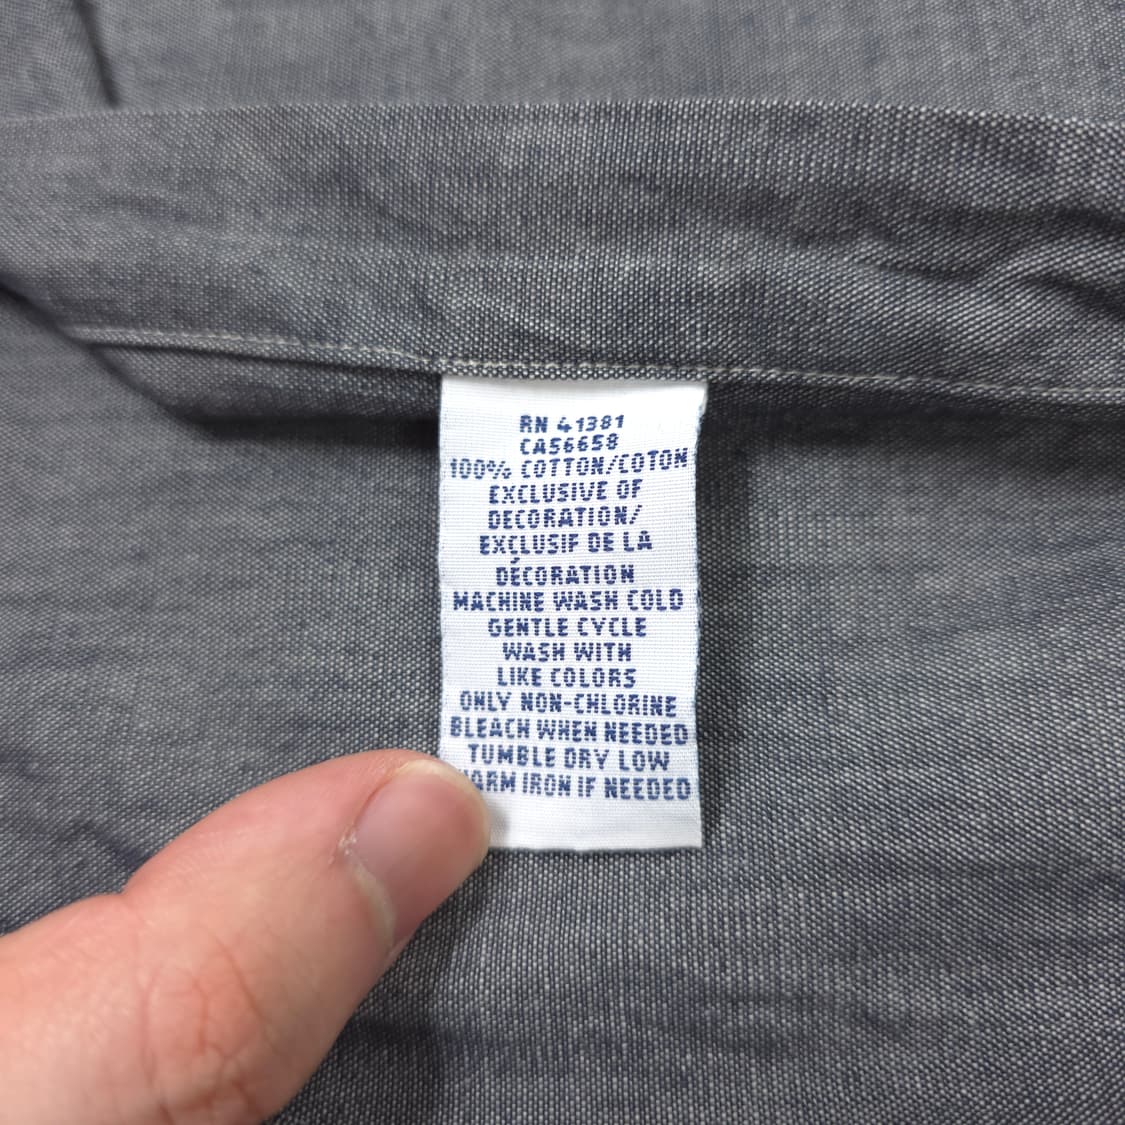 RN 41381
CA56658
100% COTTON/COTON
EXCLUSIVE OF
DECORATION/
EXCLUSIF DE LA
DÉCORATION
MACHINE WASH COLD
GENTLE CYCLE
WASH WITH
LIKE COLORS
ONLY NON-CHLORINE
BLEACH WHEN NEEDED
TUMBLE DRY LOW
WARM IRON IF NEEDED